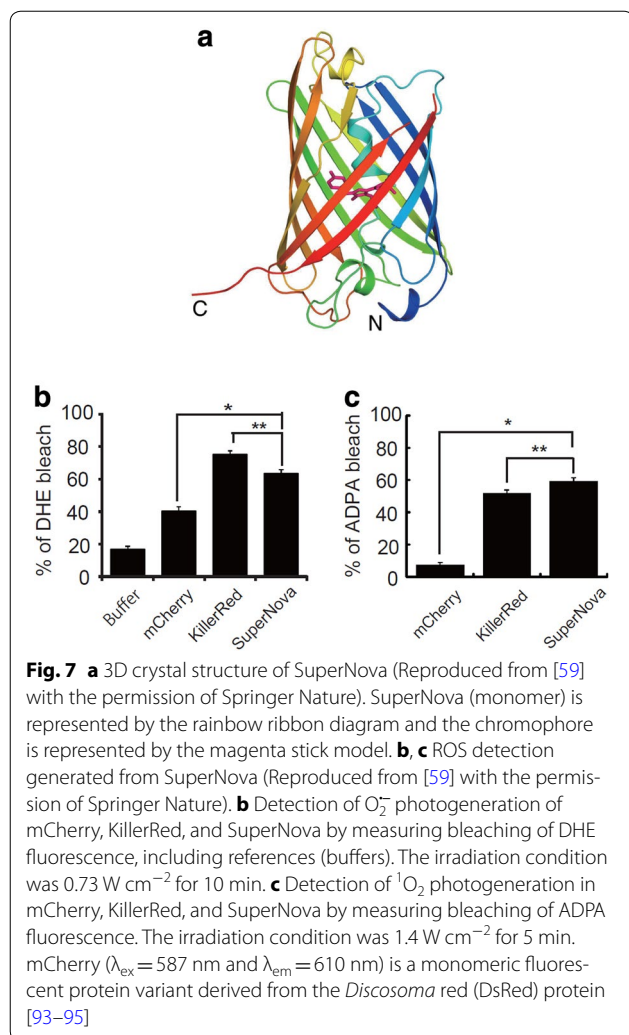 a
C
N
b
% of DHE bleach
100
80
60
40
20
0
*
**
Buffer
mCherry
KillerRed
SuperNova
c
% of ADPA bleach
100
80
60
40
20
0
*
**
mCherry
KillerRed
SuperNova
Fig. 7 a 3D crystal structure of SuperNova (Reproduced from [59]
with the permission of Springer Nature). SuperNova (monomer) is
represented by the rainbow ribbon diagram and the chromophore
is represented by the magenta stick model. b, c ROS detection
generated from SuperNova (Reproduced from [59] with the permis-
sion of Springer Nature). b Detection of O₂•− photogeneration of
mCherry, KillerRed, and SuperNova by measuring bleaching of DHE
fluorescence, including references (buffers). The irradiation condition
was 0.73 W cm⁻² for 10 min. c Detection of ¹O₂ photogeneration in
mCherry, KillerRed, and SuperNova by measuring bleaching of ADPA
fluorescence. The irradiation condition was 1.4 W cm⁻² for 5 min.
mCherry (λex = 587 nm and λem = 610 nm) is a monomeric fluores-
cent protein variant derived from the Discosoma red (DsRed) protein
[93–95]